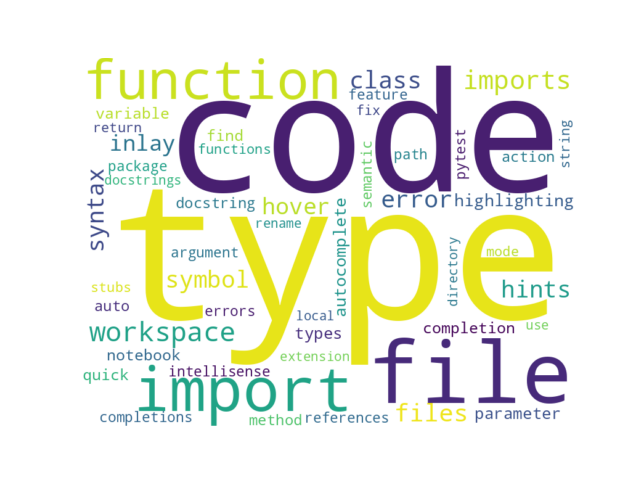 function
code
class
imports
feature
variable
fix
return
find
inlay
functions
string
pytest
semantic
path
action
package
docstrings
syntax
docstring
hover
error
highlighting
type
rename
autocomplete
argument
directory
mode
symbol
hints
stubs
auto
errors
local
workspace
types
completion
use
file
notebook
extension
quick
intellisense
import
completions
method
references
files
parameter